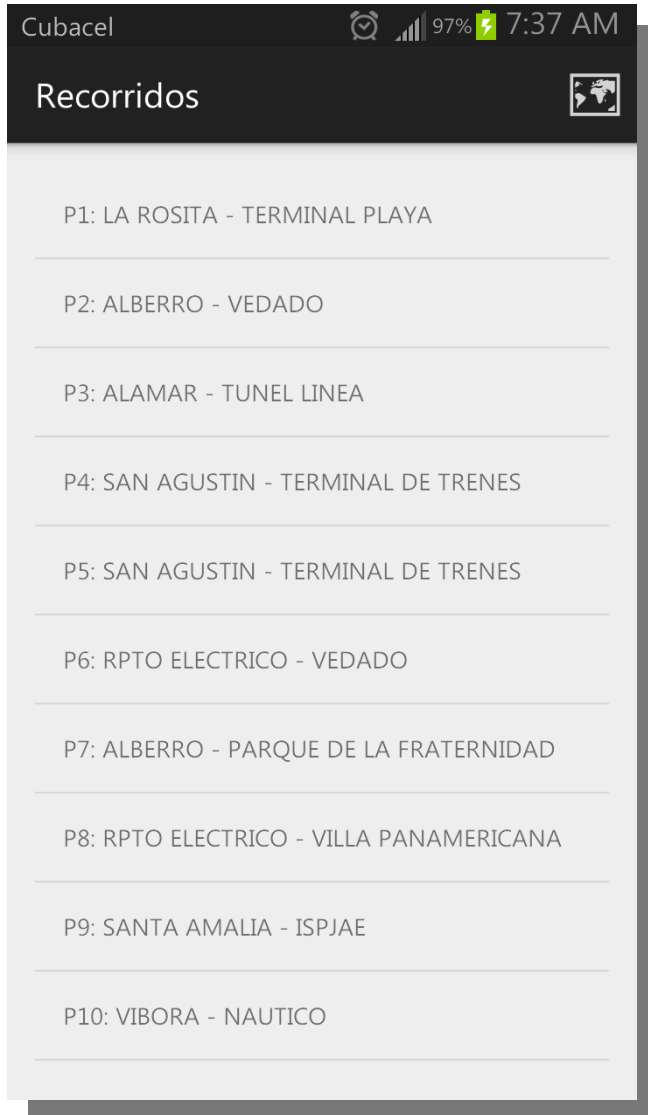 Cubacel 97% 7:37 AM
Recorridos
P1: LA ROSITA - TERMINAL PLAYA
P2: ALBERRO - VEDADO
P3: ALAMAR - TUNEL LINEA
P4: SAN AGUSTIN - TERMINAL DE TRENES
P5: SAN AGUSTIN - TERMINAL DE TRENES
P6: RPTO ELECTRICO - VEDADO
P7: ALBERRO - PARQUE DE LA FRATERNIDAD
P8: RPTO ELECTRICO - VILLA PANAMERICANA
P9: SANTA AMALIA - ISPJAE
P10: VIBORA - NAUTICO